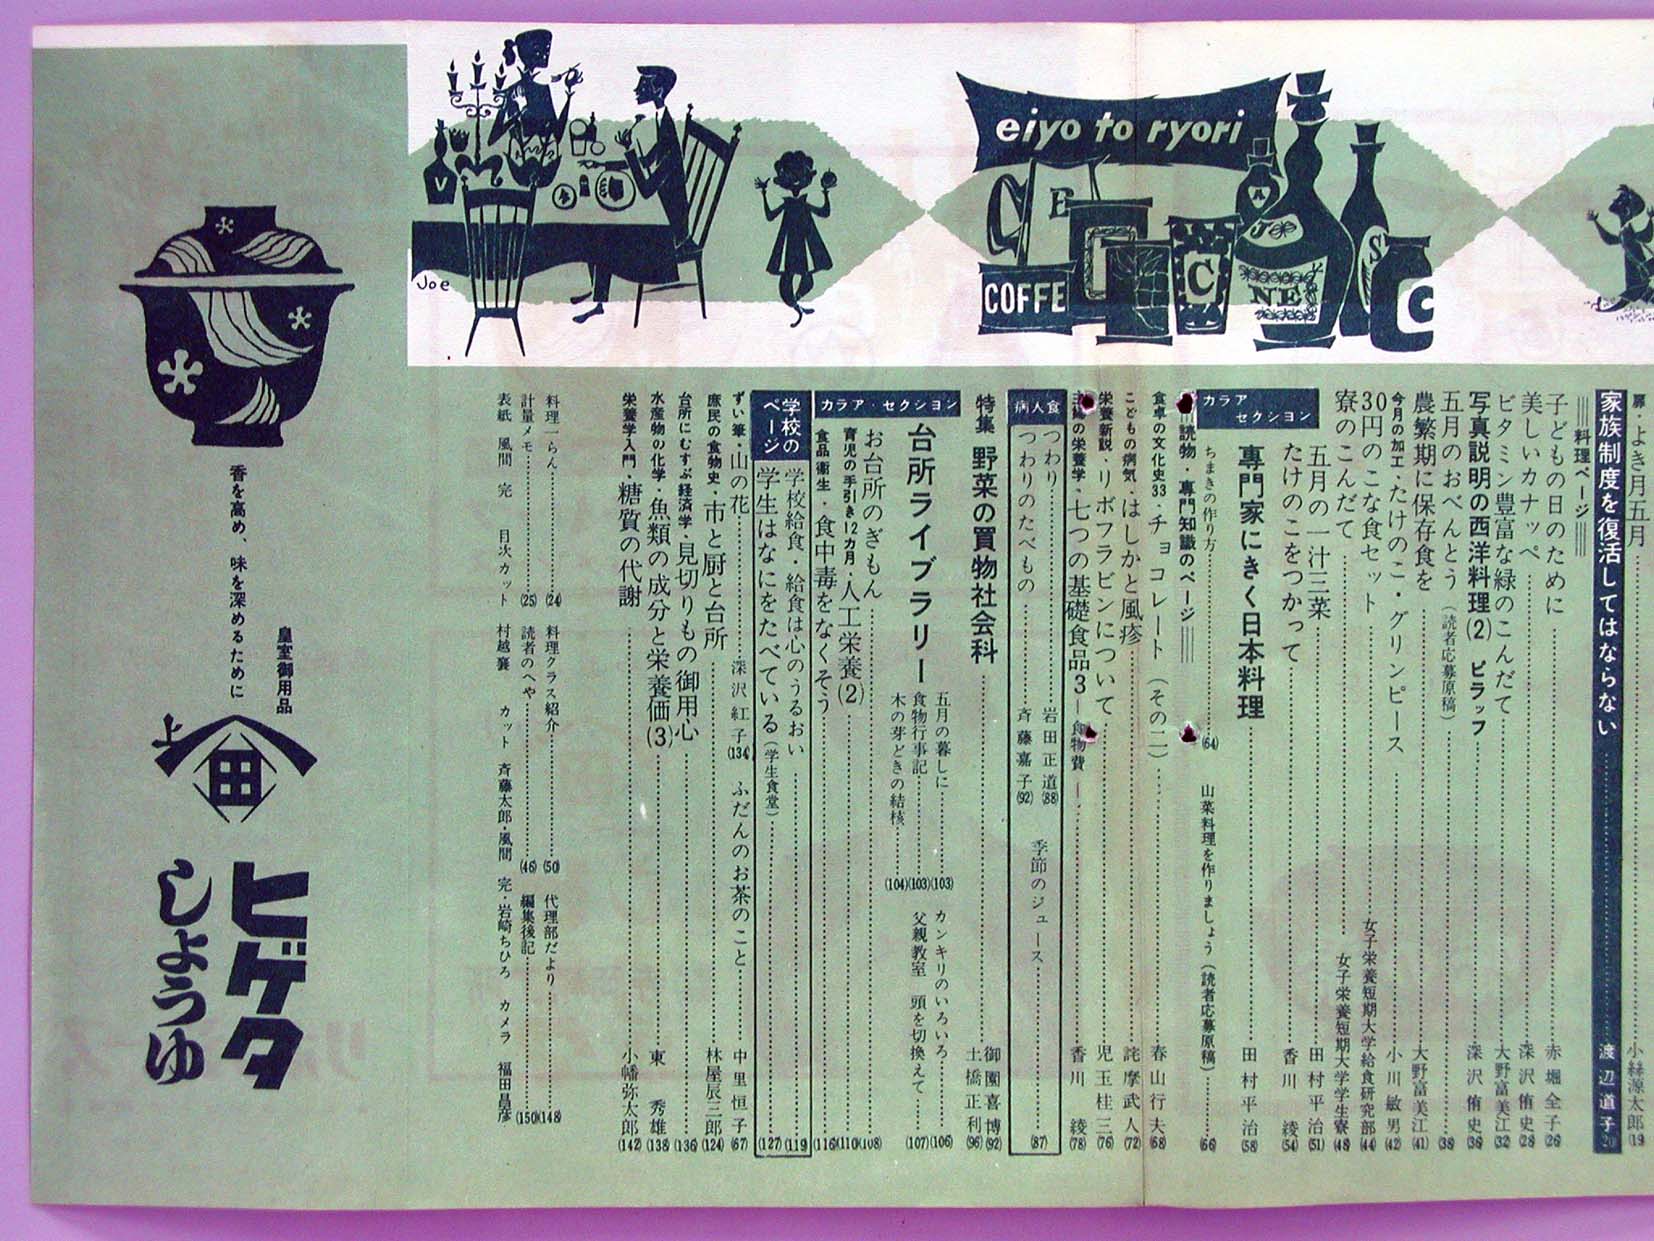 eiyo to ryori
COFFE
C
NE
Joe
扉・よき月五月 小絲源太郎 (19)
家族制度を復活してはならない 渡辺道子 20
料理ページ
子どもの日のために 赤堀全子 (26)
美しいカナッペ 深沢侑史 (28)
ビタミン豊富な緑のこんだて 大野富美江 (32)
写真説明の西洋料理(2) ピラッフ 深沢侑史 (36)
五月のおべんとう(読者応募原稿) (38)
農繁期に保存食を 大野富美江 (41)
今月の加工・たけのこ・グリンピース 小川敏男 (42)
30円のこな食セット 女子栄養短期大学給食研究部 (44)
寮のこんだて 女子栄養短期大学学生寮 (48)
五月の一汁三菜 田村平治 (51)
たけのこをつかって 香川綾 (54)
カラア セクション
専門家にきく日本料理 田村平治 (58)
ちまきの作り方 (64)
山菜料理を作りましょう(読者応募原稿) (66)
読物・専門知識のページ
食卓の文化史33・チョコレート(その二) 春山行夫 (68)
こどもの病気・はしかと風疹 詫摩武人 (72)
栄養新説・リボフラビンについて 児玉桂三 (76)
の栄養学・七つの基礎食品3―食物費― 香川綾 (78)
病人食
つわり 岩田正道 (88)
つわりのたべもの 斉藤嘉子 (92)
季節のジュース (87)
特集 野菜の買物社会科 御園喜博 (92) 土橋正利 (96)
カラア・セクション
台所ライブラリー
五月の暮しに (103)
食物行事記 (103)
木の芽どきの結核 (104)
カンキリのいろいろ (106)
父親教室 頭を切換えて (107)
お台所のぎもん (108)
育児の手引き12カ月・人工栄養(2) (110)
食品衛生・食中毒をなくそう (116)
学校のページ
学校給食・給食は心のうるおい (119)
学生はなにをたべている(学生食堂) (127)
ずい筆・山の花 深沢紅子 (134)
ふだんのお茶のこと 中里恒子 (67)
庶民の食物史・市と厨と台所 林屋辰三郎 (124)
台所にむすぶ経済学・見切りもの御用心 (136)
水産物の化学・魚類の成分と栄養価(3) 東秀雄 (138)
栄養学入門・糖質の代謝 小幡弥太郎 (142)
料理一らん (24)
料理クラス紹介 (50)
代理部だより (148)
計量メモ (25)
読者のへや (46)
編集後記 (150)
表紙 風間完 目次カット 村越襄 カット 斉藤太郎・風間完・岩崎ちひろ カメラ 福田昌彦
香を高め、味を深めるために
皇室御用品
上
田
ヒゲタ
しょうゆ